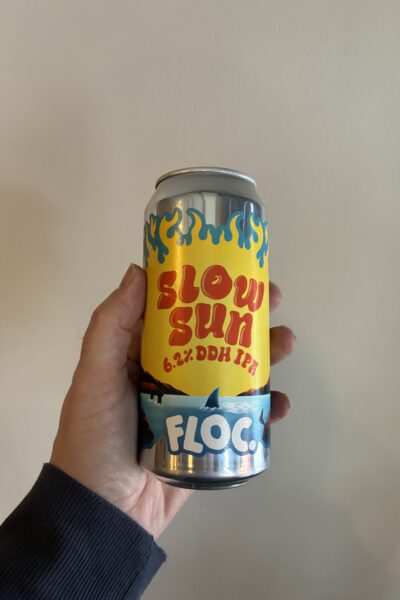 SLOW
SUN
6.2% DDH IPA
FLOC.